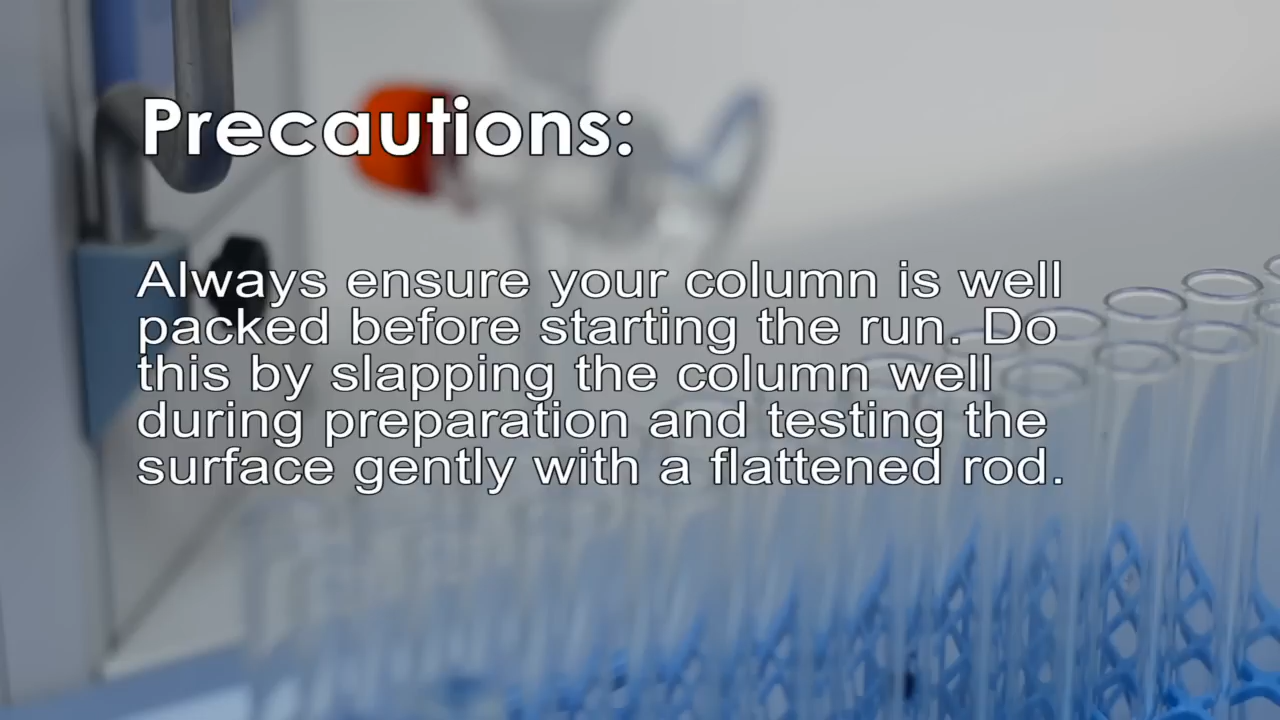 Precautions:
Always ensure your column is well
packed before starting the run. Do
this by slapping the column well
during preparation and testing the
surface gently with a flattened rod.